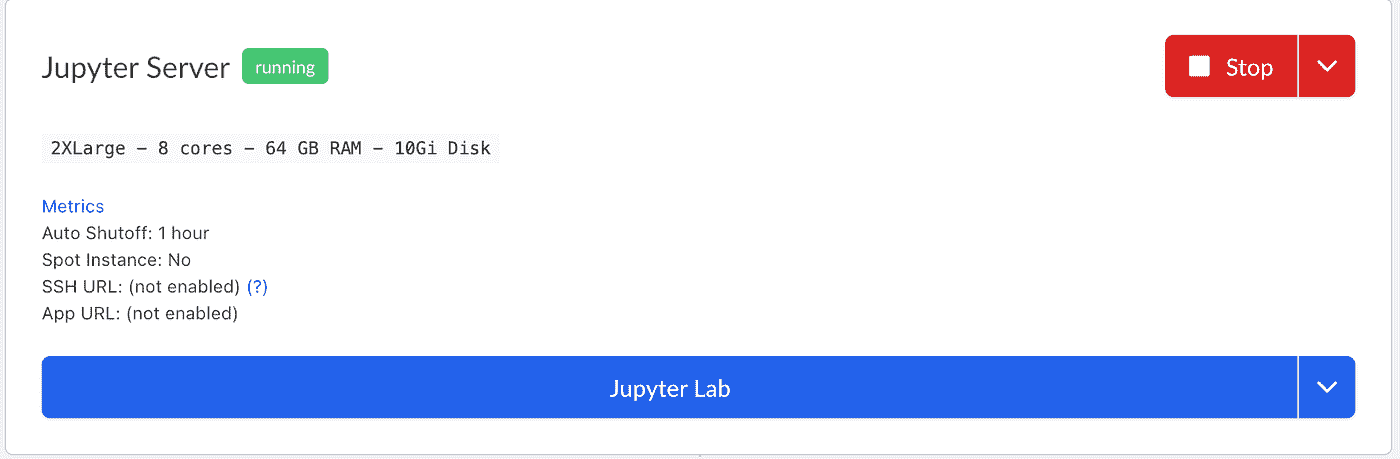 Jupyter Server running
Stop
2XLarge – 8 cores – 64 GB RAM – 10Gi Disk
Metrics
Auto Shutoff: 1 hour
Spot Instance: No
SSH URL: (not enabled) (?)
App URL: (not enabled)
Jupyter Lab